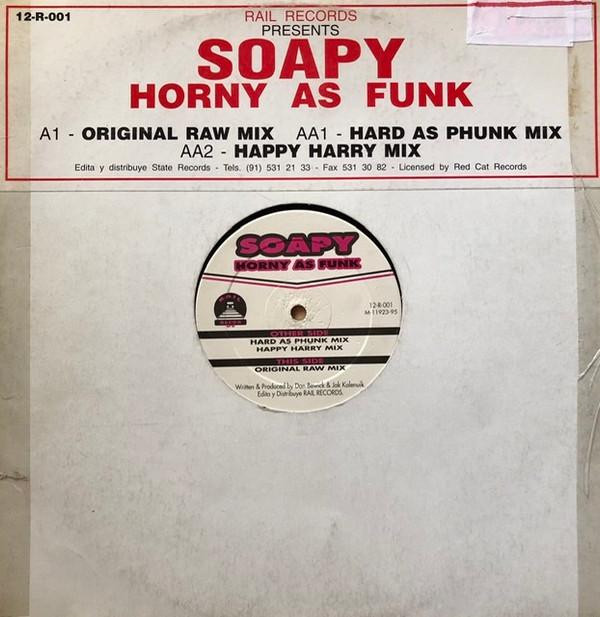 12-R-001
RAIL RECORDS
PRESENTS
SOAPY
HORNY AS FUNK
A1 - ORIGINAL RAW MIX AA1 - HARD AS PHUNK MIX
AA2 - HAPPY HARRY MIX
Edita y distribuye State Records - Tels. (91) 531 21 33 - Fax 531 30 82 - Licensed by Red Cat Records
SOAPY
HORNY AS FUNK
RAIL
12-R-001
M-11923-95
OTHER SIDE
HARD AS PHUNK MIX
HAPPY HARRY MIX
THIS SIDE
ORIGINAL RAW MIX
Written & Produced by Dan Bewick & Jak Kaleniuk
Edita y Distribuye RAIL RECORDS.